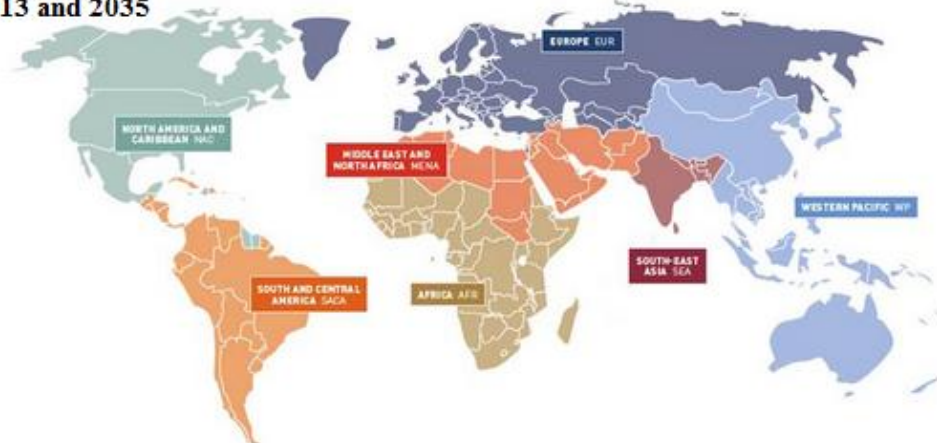 13 and 2035
EUROPE EUR
NORTH AMERICA AND
CARIBBEAN NAC
MIDDLE EAST AND
NORTH AFRICA MENA
WESTERN PACIFIC WP
SOUTH-EAST
ASIA SEA
SOUTH AND CENTRAL
AMERICA SACA
AFRICA AFR